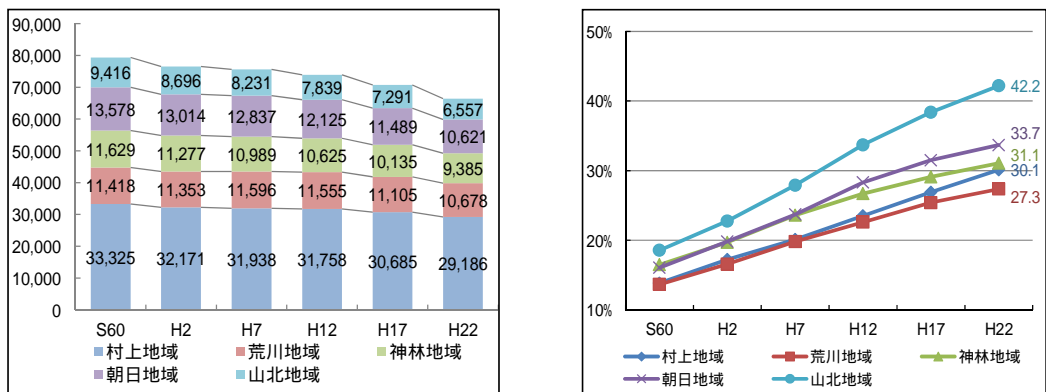 90,000
80,000
70,000
60,000
50,000
40,000
30,000
20,000
10,000
0
9,416 8,696 8,231 7,839 7,291 6,557
13,578 13,014 12,837 12,125 11,489 10,621
11,629 11,277 10,989 10,625 10,135 9,385
11,418 11,353 11,596 11,555 11,105 10,678
33,325 32,171 31,938 31,758 30,685 29,186
S60 H2 H7 H12 H17 H22
村上地域 荒川地域 神林地域
朝日地域 山北地域
50%
40%
30%
20%
10%
42.2
33.7
31.1
30.1
27.3
S60 H2 H7 H12 H17 H22
村上地域 荒川地域 神林地域
朝日地域 山北地域